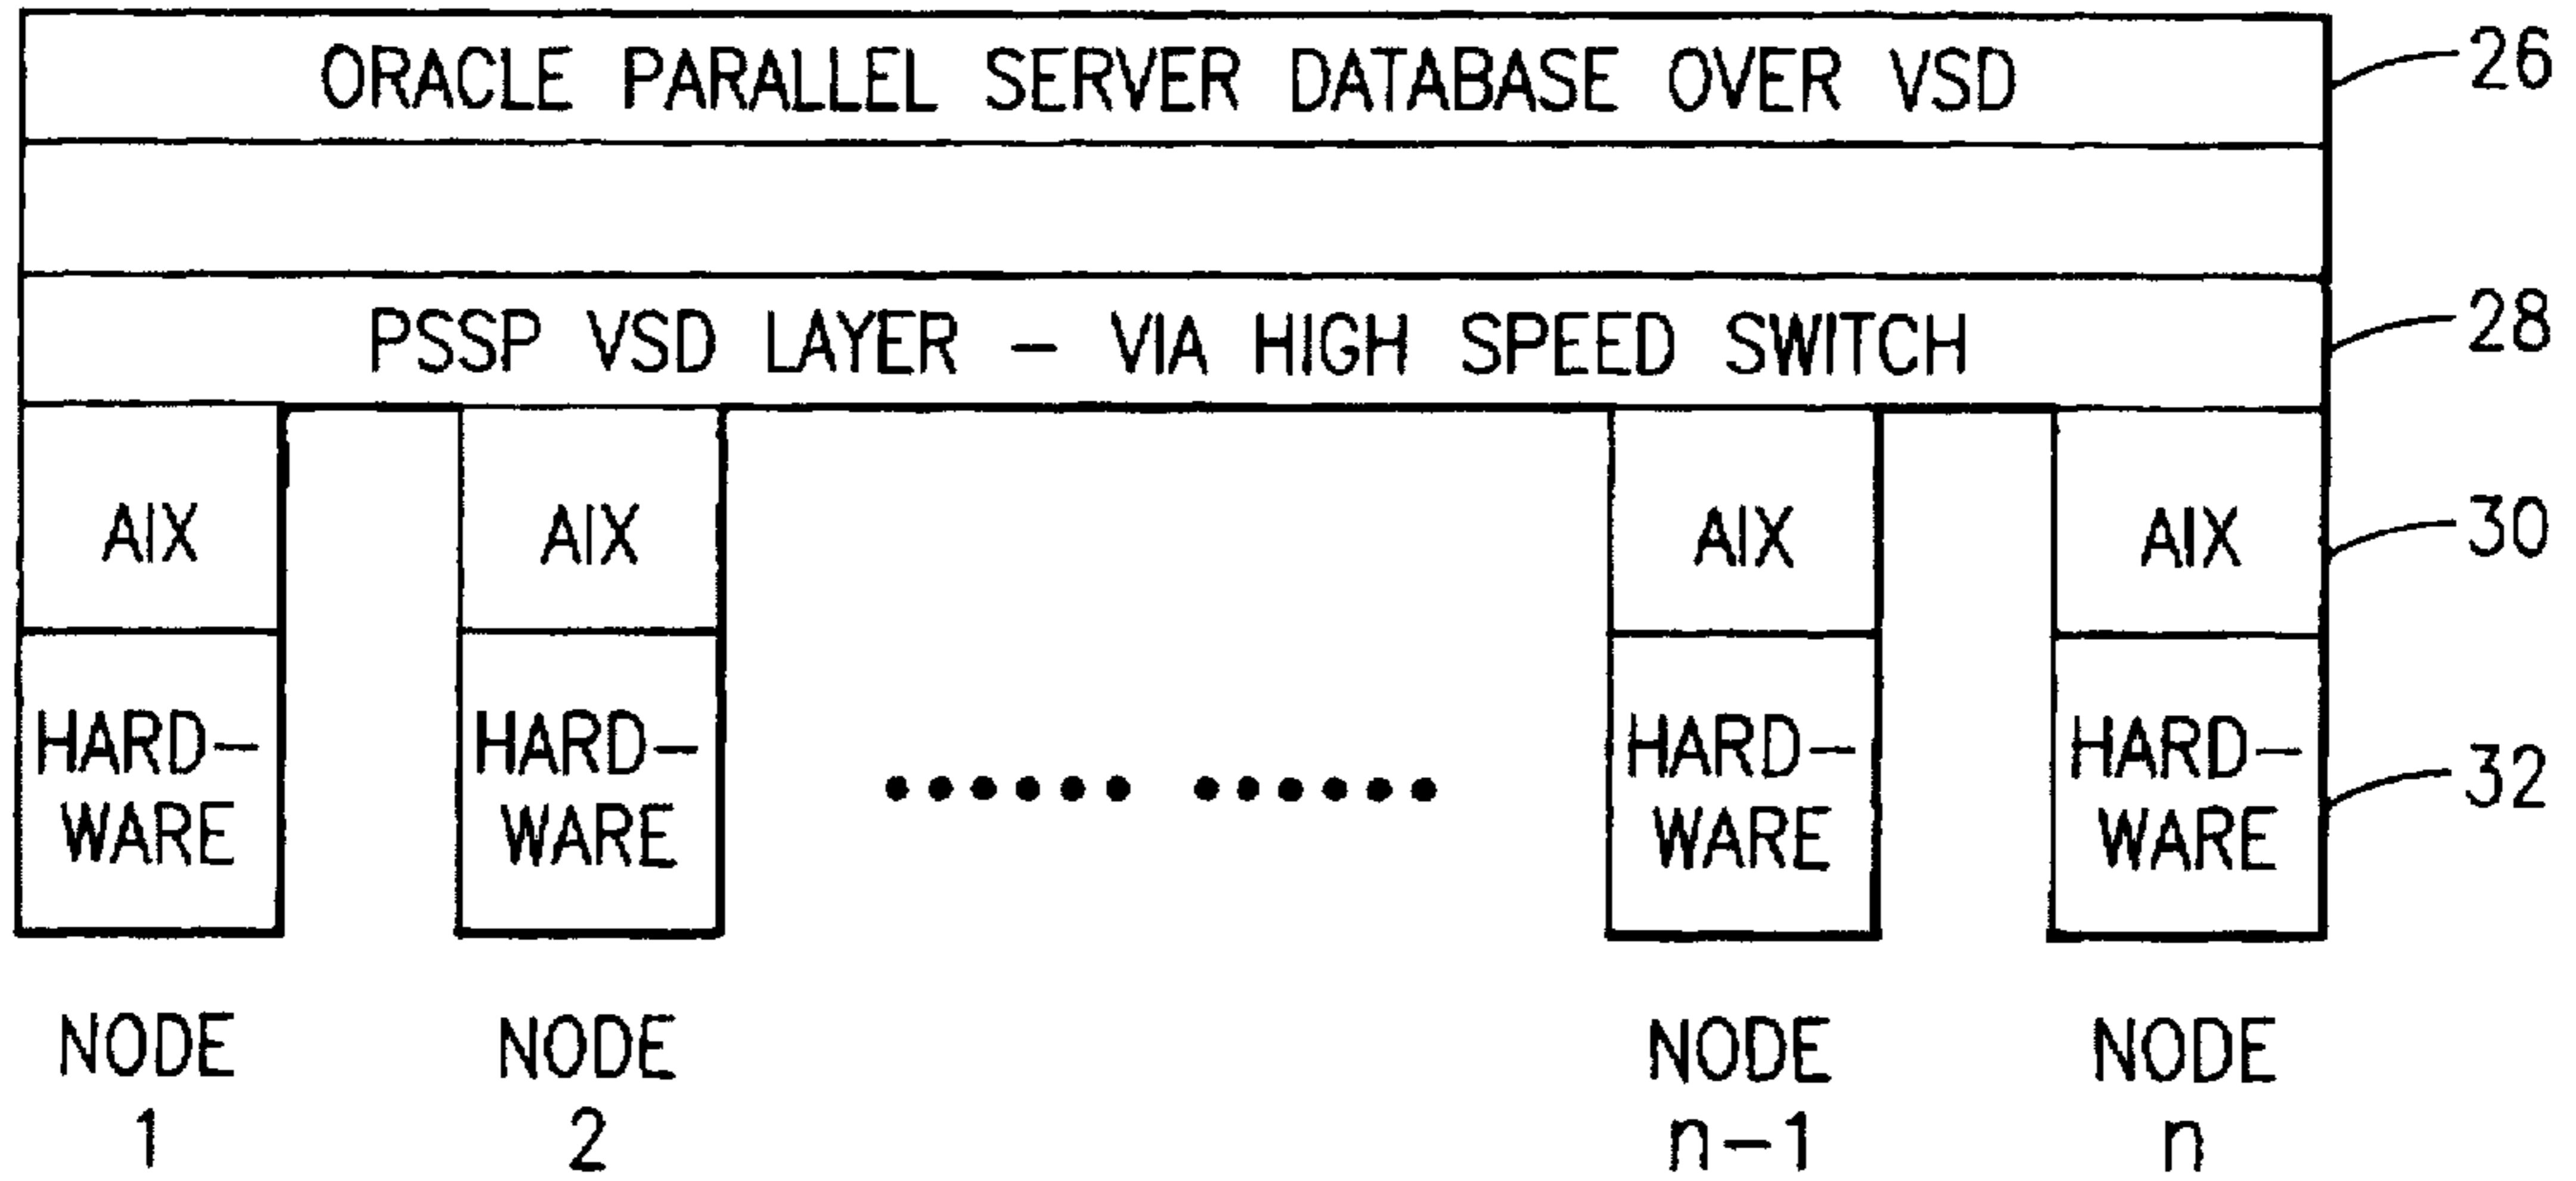 ORACLE PARALLEL SERVER DATABASE OVER VSD
26
PSSP VSD LAYER - VIA HIGH SPEED SWITCH
28
AIX AIX AIX AIX
30
HARD- HARD- HARD- HARD-
WARE WARE WARE WARE
32
NODE NODE NODE NODE
1 2 n-1 n